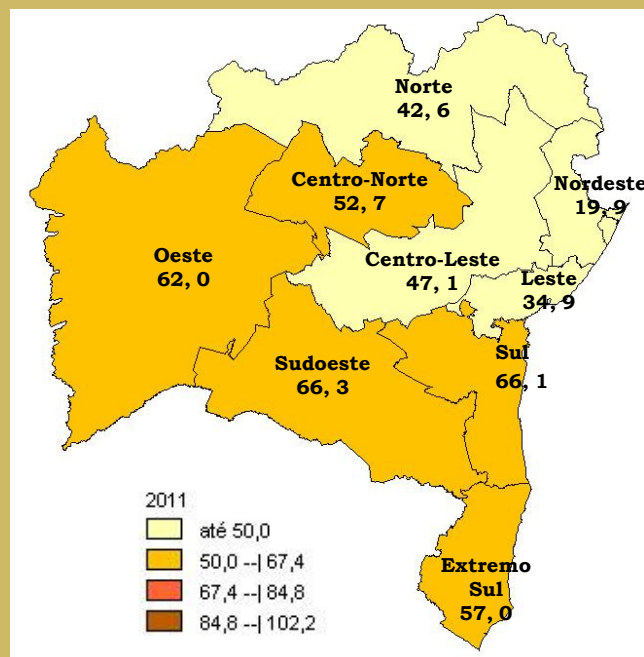 Norte
42, 6
Centro-Norte
52, 7
Nordeste
19, 9
Oeste
62, 0
Centro-Leste
47, 1
Leste
34, 9
Sudoeste
66, 3
Sul
66, 1
Extremo
Sul
57, 0
2011
até 50,0
50,0 --| 67,4
67,4 --| 84,8
84,8 --| 102,2